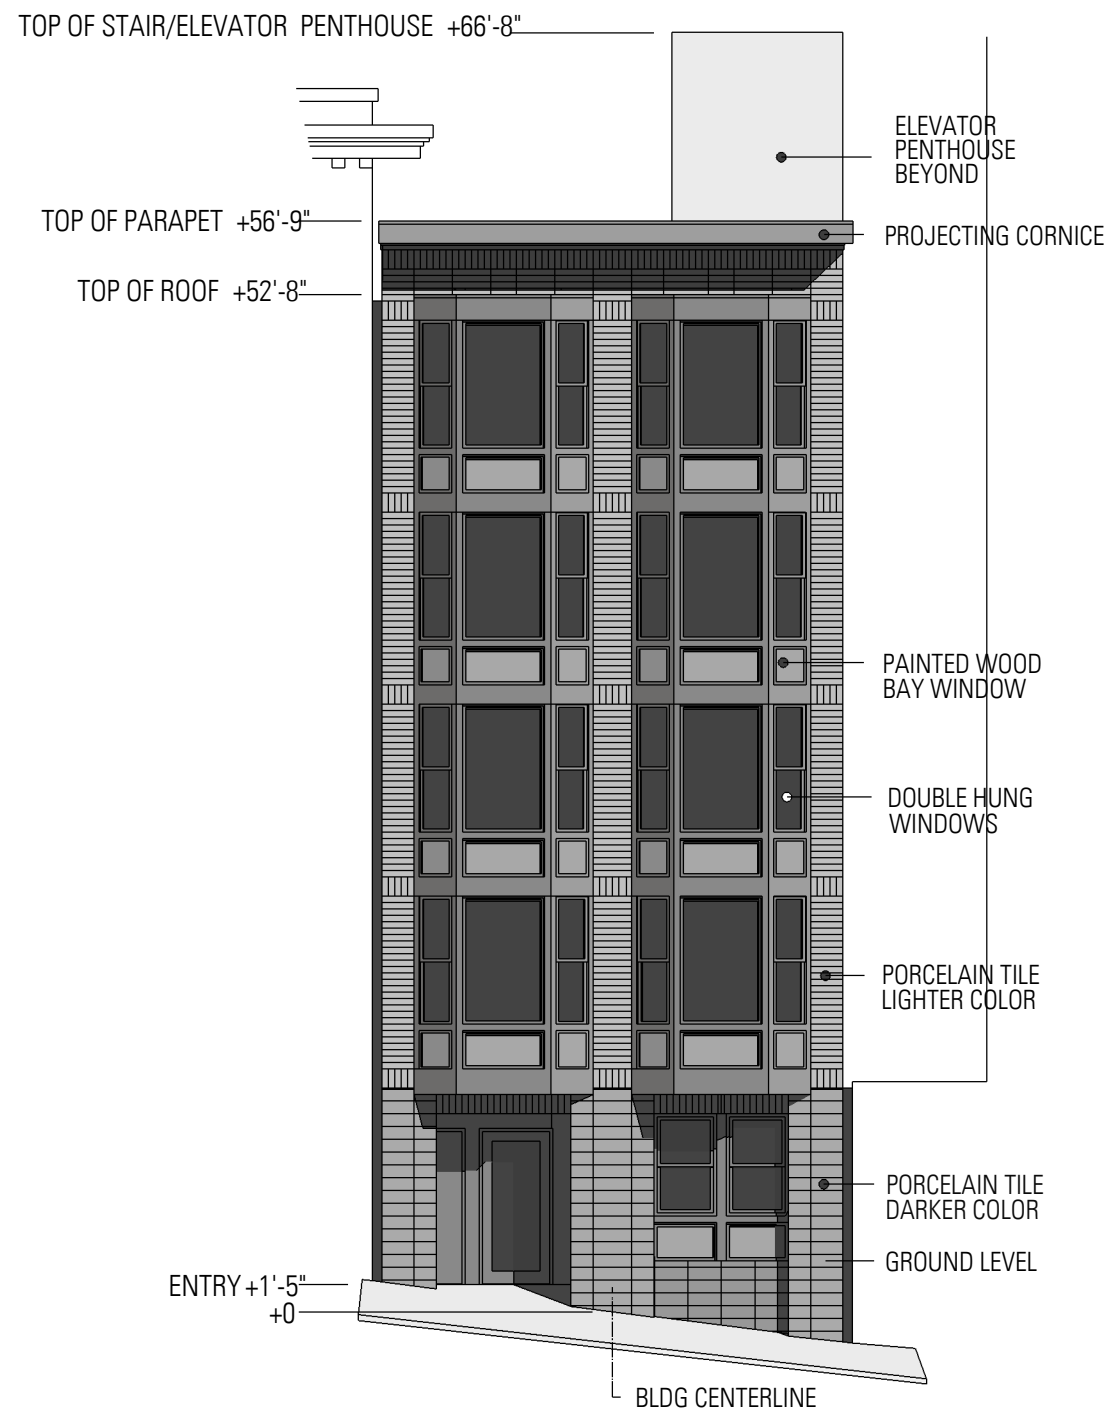 TOP OF STAIR/ELEVATOR PENTHOUSE +66'-8"
ELEVATOR
PENTHOUSE
BEYOND
TOP OF PARAPET +56'-9"
PROJECTING CORNICE
TOP OF ROOF +52'-8"
PAINTED WOOD
BAY WINDOW
DOUBLE HUNG
WINDOWS
PORCELAIN TILE
LIGHTER COLOR
PORCELAIN TILE
DARKER COLOR
GROUND LEVEL
ENTRY +1'-5"
+0
BLDG CENTERLINE